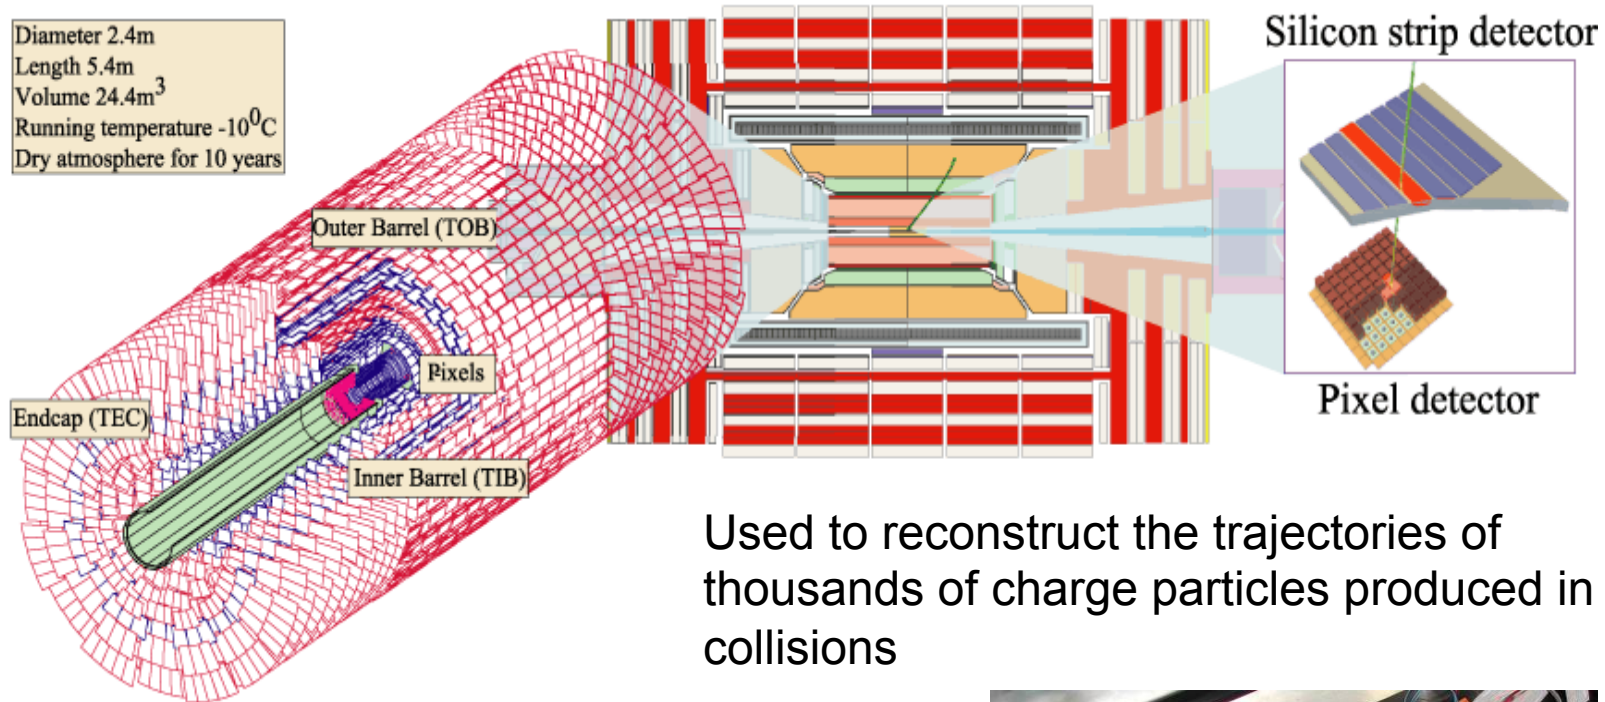 Diameter 2.4m
Length 5.4m
Volume 24.4m³
Running temperature -10⁰C
Dry atmosphere for 10 years
Silicon strip detector
Outer Barrel (TOB)
Pixels
Endcap (TEC)
Inner Barrel (TIB)
Pixel detector
Used to reconstruct the trajectories of
thousands of charge particles produced in
collisions